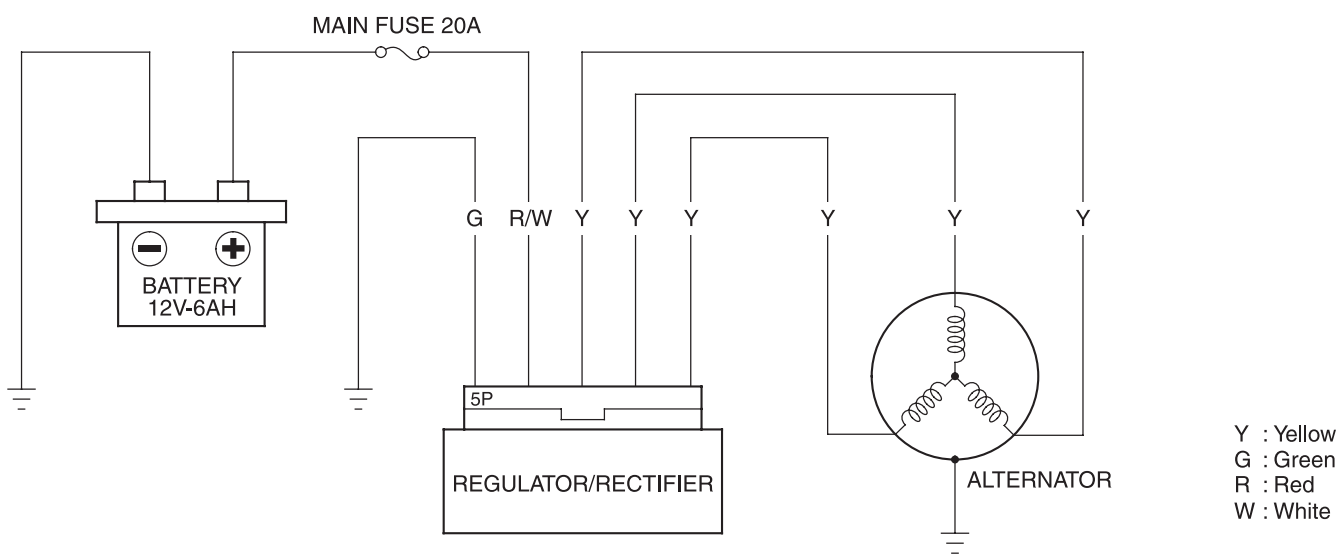 MAIN FUSE 20A
G R/W Y Y Y Y Y Y
BATTERY
12V-6AH
5P
REGULATOR/RECTIFIER
ALTERNATOR
Y : Yellow
G : Green
R : Red
W : White